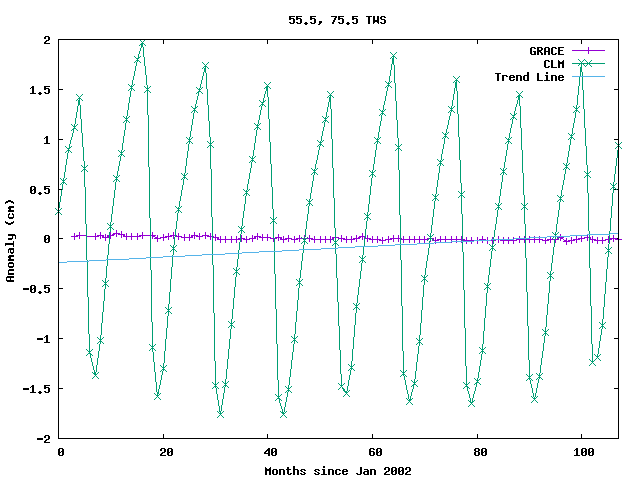 55.5, 75.5 TWS
GRACE
CLM
Trend Line
2
1.5
1
0.5
0
-0.5
-1
-1.5
-2
Anomaly (cm)
0 20 40 60 80 100
Months since Jan 2002